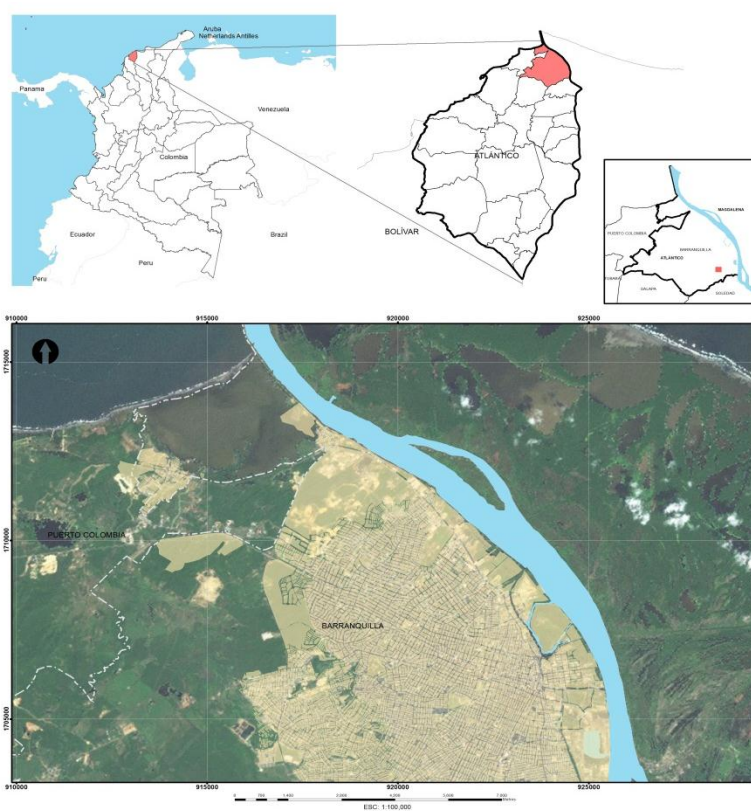 Aruba
Netherlands Antilles
Panama
Venezuela
Colombia
Ecuador
Brazil
Peru
Peru
ATLÁNTICO
BOLÍVAR
MAGDALENA
PUERTO COLOMBIA
BARRANQUILLA
ATLÁNTICO
GALAPA
SOLEDAD
910000
915000
920000
925000
1715000
1710000
1705000
PUERTO COLOMBIA
BARRANQUILLA
910000
915000
920000
925000
ESC: 1:100,000